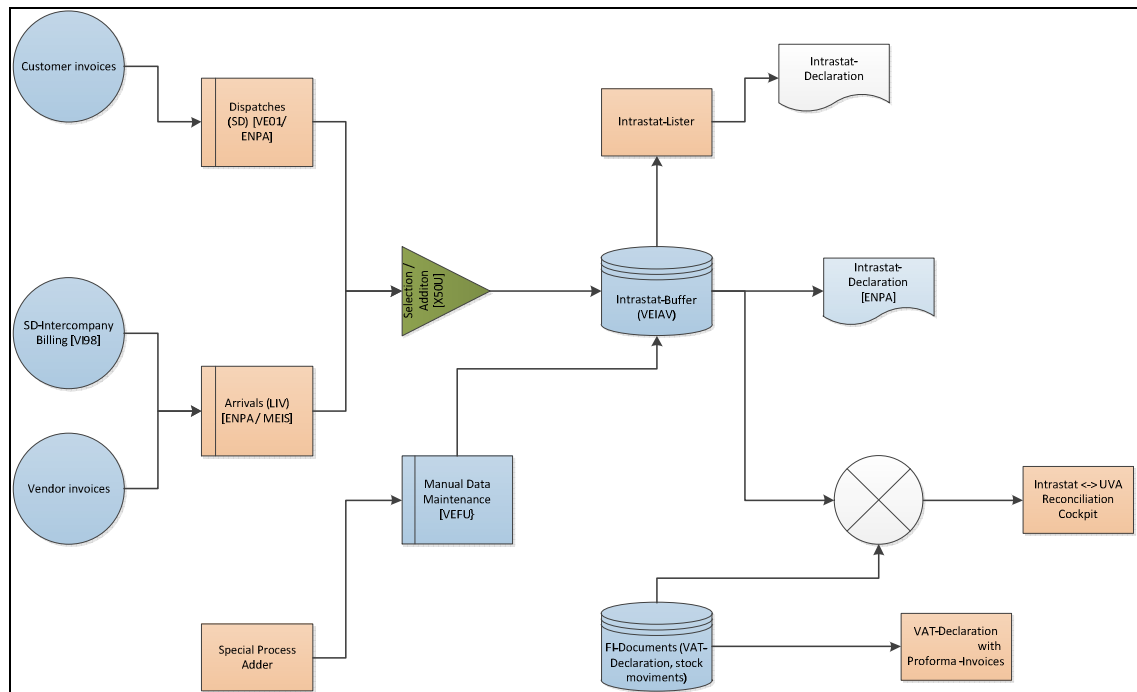 Customer invoices
Dispatches
(SD) [VE01/
ENPA]
Intrastat-Lister
Intrastat-
Declaration
SD-Intercompany
Billing [VI98]
Selection /
Additon
[X50U]
Intrastat-Buffer
(VEIAV)
Intrastat-
Declaration
[ENPA]
Arrivals (LIV)
[ENPA / MEIS]
Vendor invoices
Manual Data
Maintenance
[VEFU}
Intrastat <-> UVA
Reconciliation
Cockpit
Special Process
Adder
FI-Documents (VAT-
Declaration, stock
moviments)
VAT-Declaration
with
Proforma-Invoices